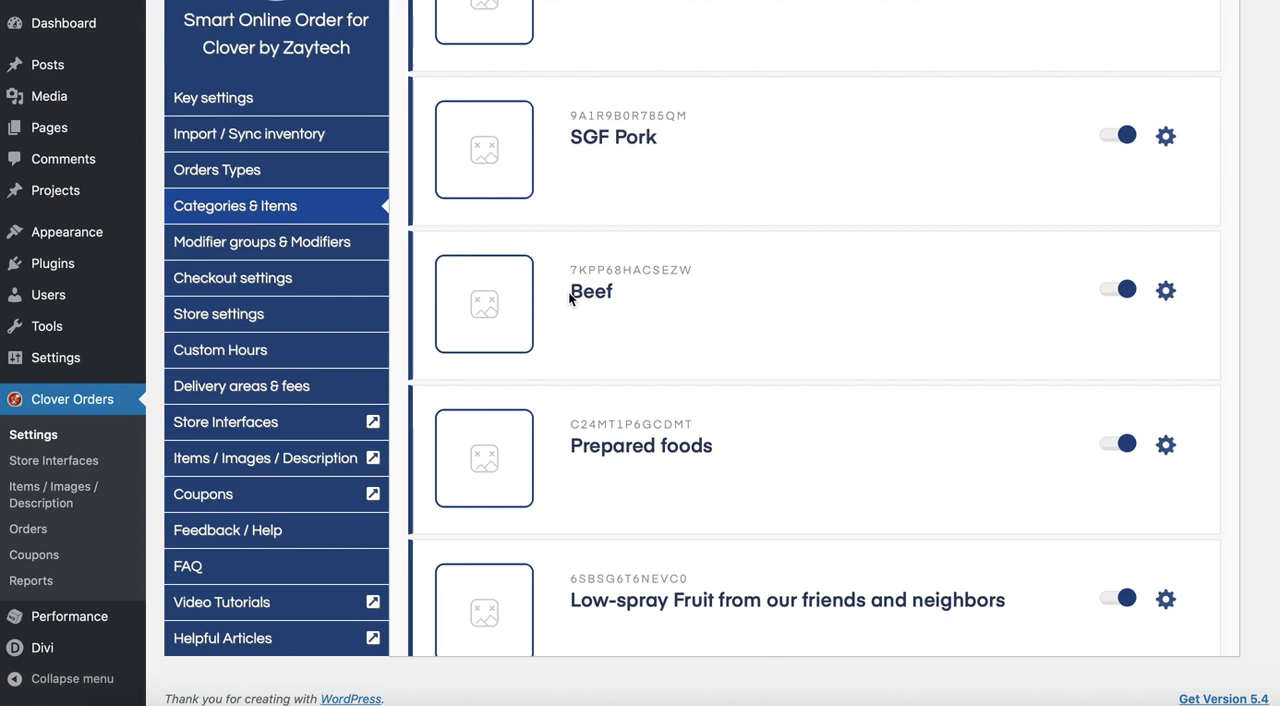 Dashboard
Posts
Media
Pages
Comments
Projects
Appearance
Plugins
Users
Tools
Settings
Clover Orders
Settings
Store Interfaces
Items / Images /
Description
Orders
Coupons
Reports
Performance
Divi
Collapse menu
Smart Online Order for
Clover by Zaytech
Key settings
Import / Sync inventory
Orders Types
Categories & Items
Modifier groups & Modifiers
Checkout settings
Store settings
Custom Hours
Delivery areas & fees
Store Interfaces
Items / Images / Description
Coupons
Feedback / Help
FAQ
Video Tutorials
Helpful Articles
9A1R9B0R785QM
SGF Pork
7KPP68HACSEZW
Beef
C24MT1P6GCDMT
Prepared foods
6SBSG6T6NEVC0
Low-spray Fruit from our friends and neighbors
Thank you for creating with WordPress.
Get Version 5.4